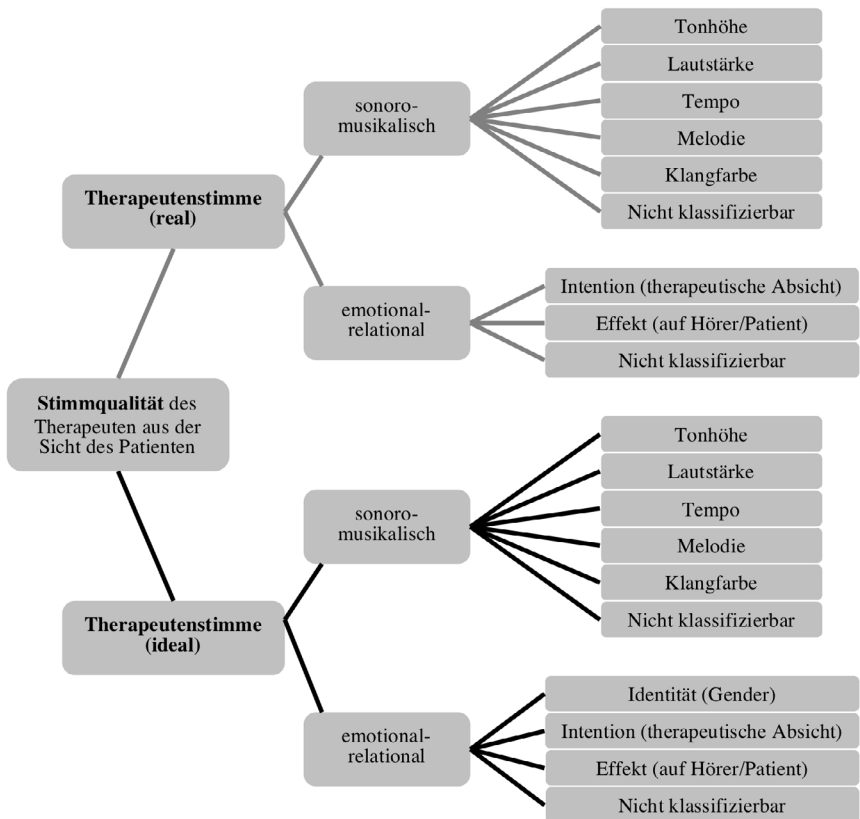 Stimmqualität des
Therapeuten aus der
Sicht des Patienten
Therapeutenstimme
(real)
sonoro-
musikalisch
Tonhöhe
Lautstärke
Tempo
Melodie
Klangfarbe
Nicht klassifizierbar
emotional-
relational
Intention (therapeutische Absicht)
Effekt (auf Hörer/Patient)
Nicht klassifizierbar
Therapeutenstimme
(ideal)
sonoro-
musikalisch
Tonhöhe
Lautstärke
Tempo
Melodie
Klangfarbe
Nicht klassifizierbar
emotional-
relational
Identität (Gender)
Intention (therapeutische Absicht)
Effekt (auf Hörer/Patient)
Nicht klassifizierbar